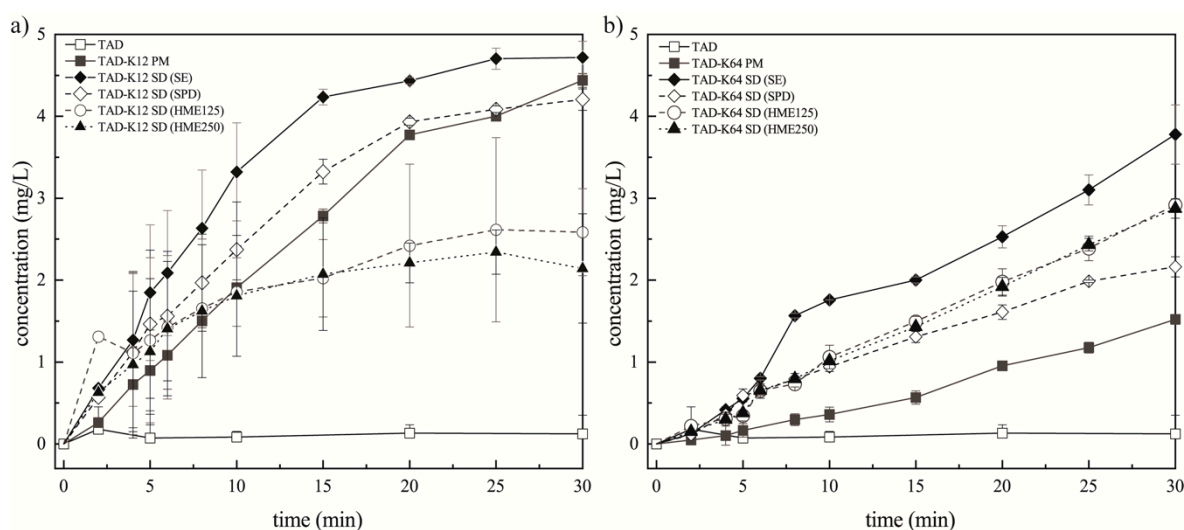 a)
TAD
TAD-K12 PM
TAD-K12 SD (SE)
TAD-K12 SD (SPD)
TAD-K12 SD (HME125)
TAD-K12 SD (HME250)
5
4
3
2
1
0
concentration (mg/L)
0 5 10 15 20 25 30
time (min)
b)
TAD
TAD-K64 PM
TAD-K64 SD (SE)
TAD-K64 SD (SPD)
TAD-K64 SD (HME125)
TAD-K64 SD (HME250)
5
4
3
2
1
0
concentration (mg/L)
0 5 10 15 20 25 30
time (min)